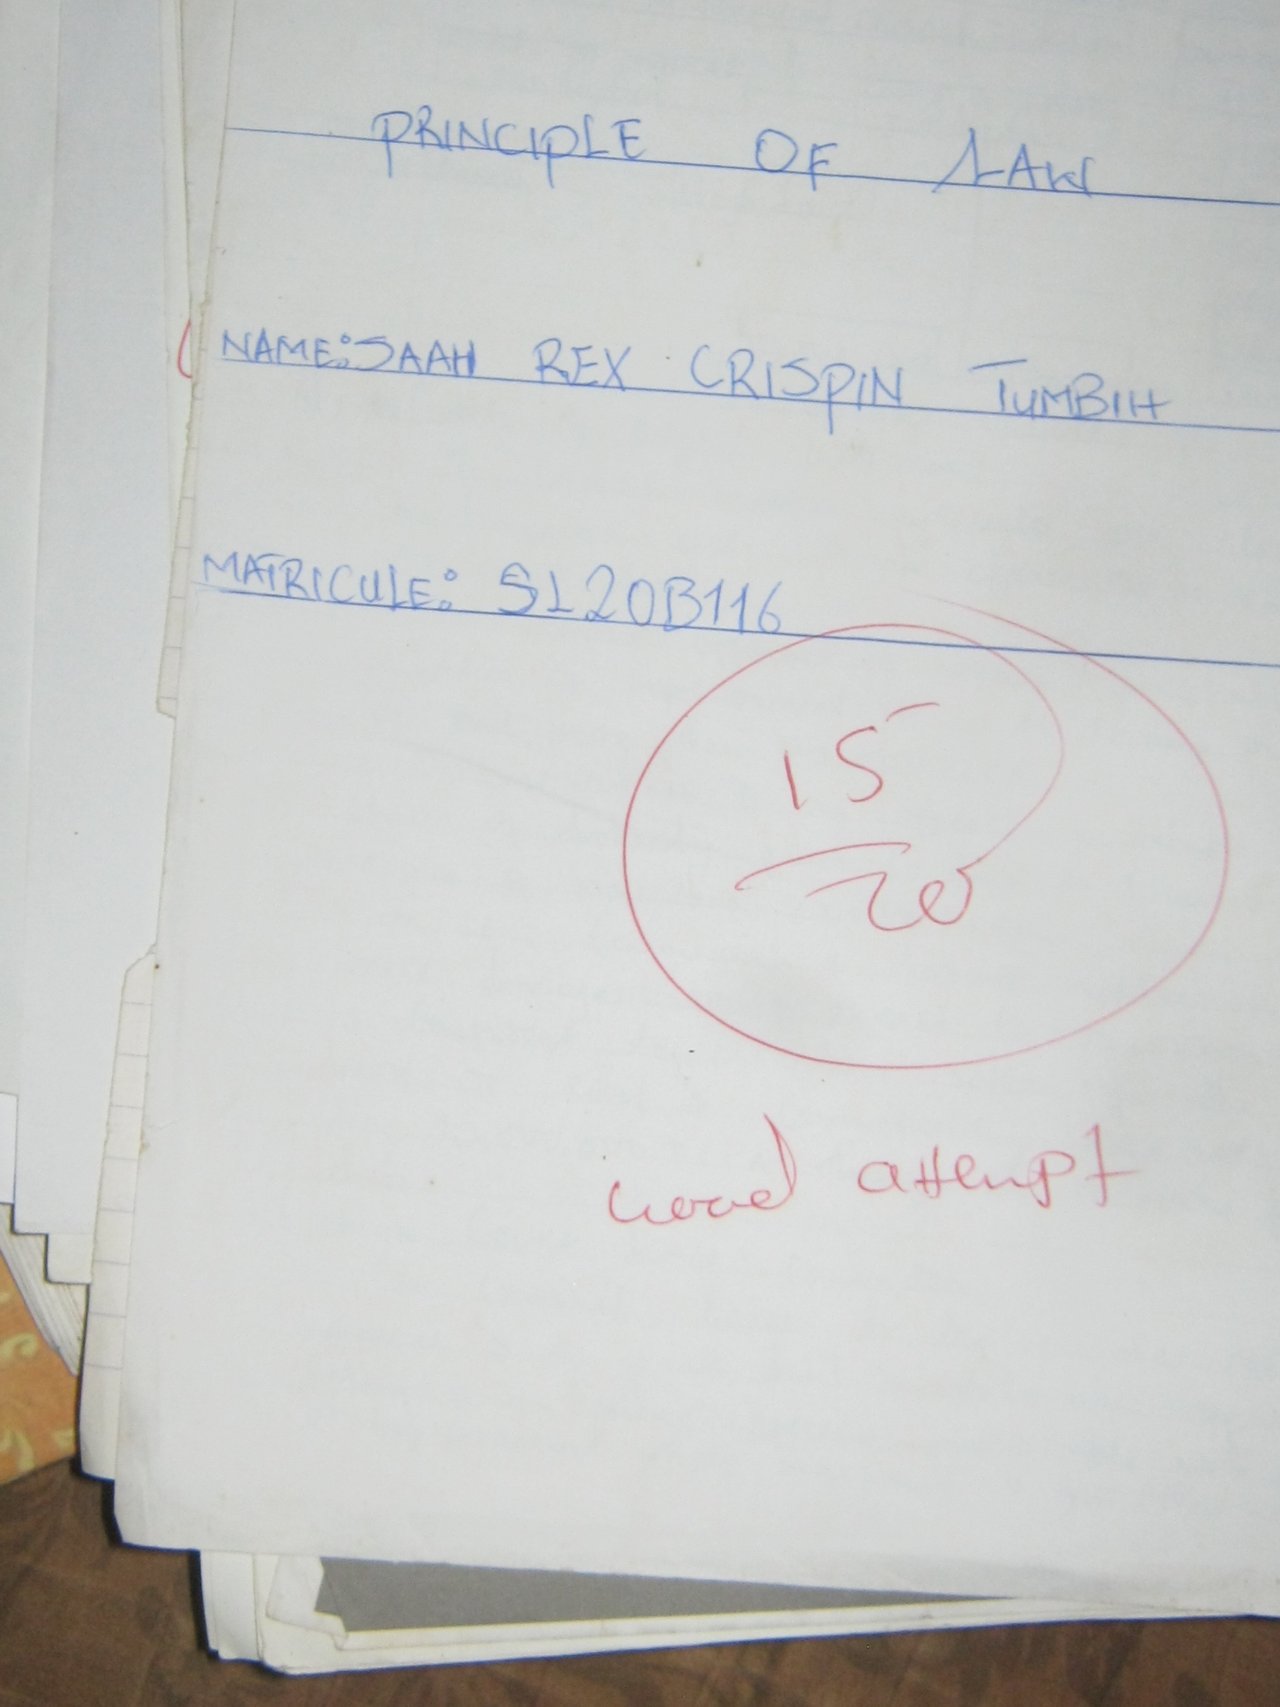 PRINCIPLE OF LAW
NAME: SAAH REX CRISPIN TUMBIH
MATRICULE: SL20B116
15
20
Good attempt